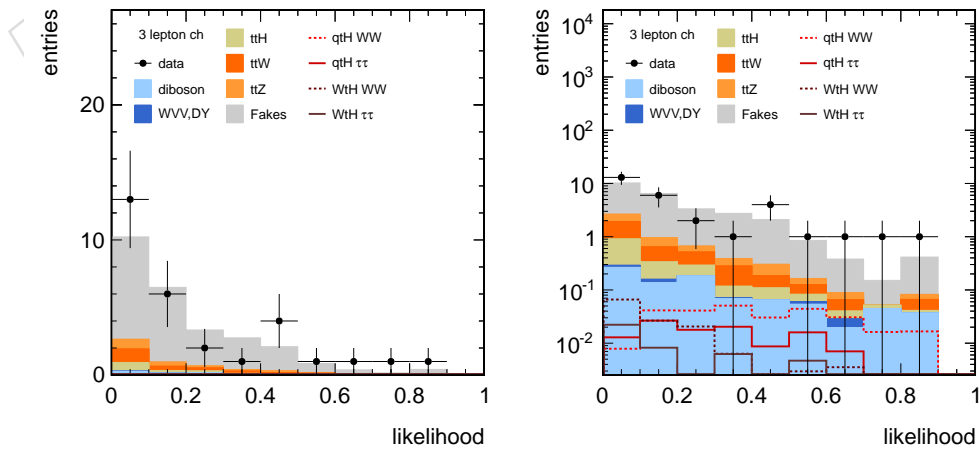 entries
3 lepton ch
data
diboson
WVV,DY
ttH
ttW
ttZ
Fakes
qtH WW
qtH ττ
WtH WW
WtH ττ
20
10
0
0 0.2 0.4 0.6 0.8 1
likelihood
entries
3 lepton ch
data
diboson
WVV,DY
ttH
ttW
ttZ
Fakes
qtH WW
qtH ττ
WtH WW
WtH ττ
10⁴
10³
10²
10
1
10⁻¹
10⁻²
0 0.2 0.4 0.6 0.8 1
likelihood